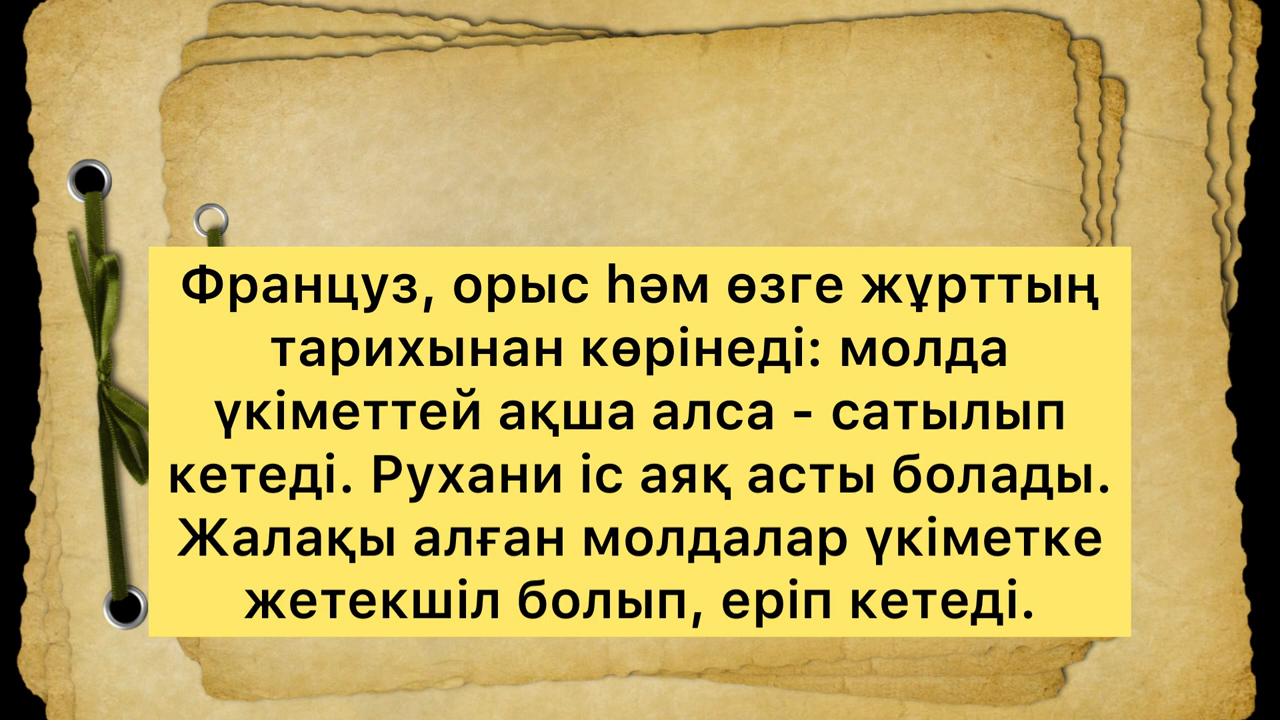 Француз, орыс һәм өзге жұрттың
тарихынан көрінеді: молда
үкіметтей ақша алса - сатылып
кетеді. Рухани іс аяқ асты болады.
Жалақы алған молдалар үкіметке
жетекшіл болып, еріп кетеді.